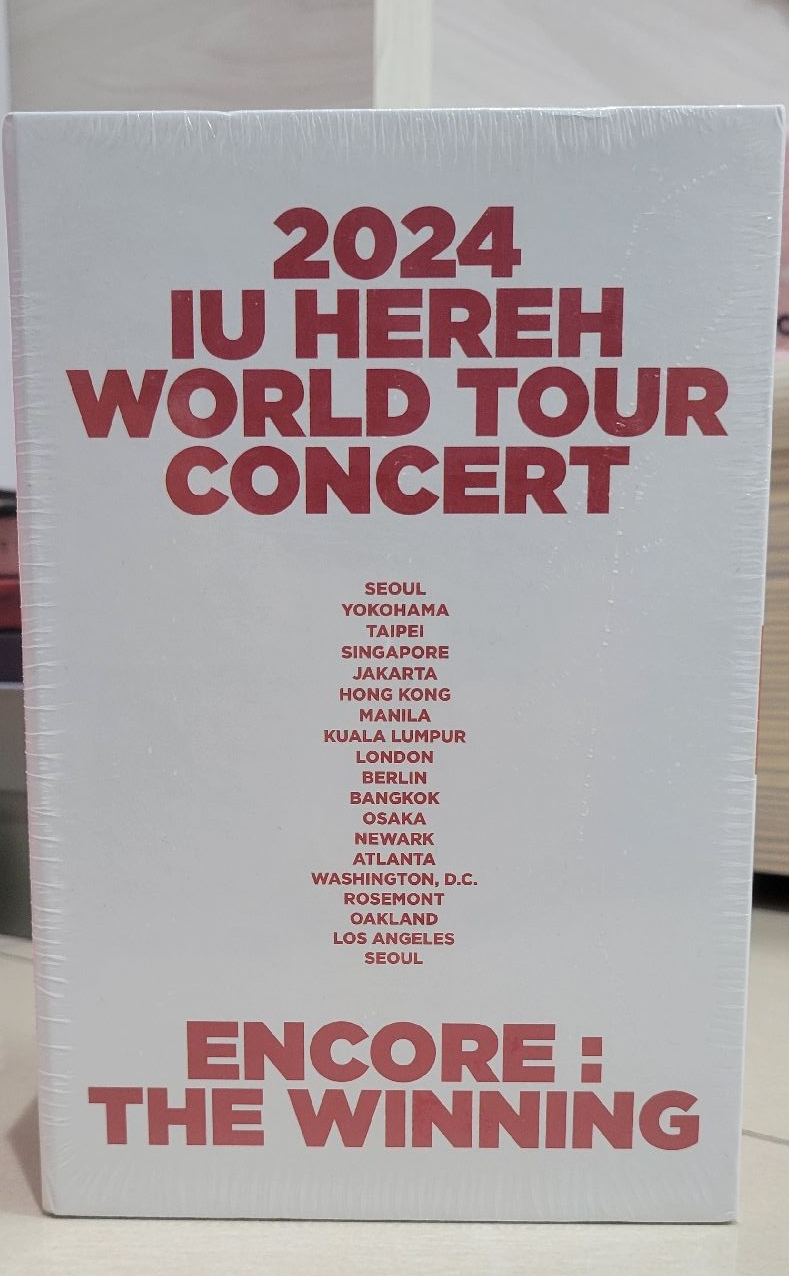 2024
IU HEREH
WORLD TOUR
CONCERT
SEOUL
YOKOHAMA
TAIPEI
SINGAPORE
JAKARTA
HONG KONG
MANILA
KUALA LUMPUR
LONDON
BERLIN
BANGKOK
OSAKA
NEWARK
ATLANTA
WASHINGTON, D.C.
ROSEMONT
OAKLAND
LOS ANGELES
SEOUL
ENCORE :
THE WINNING